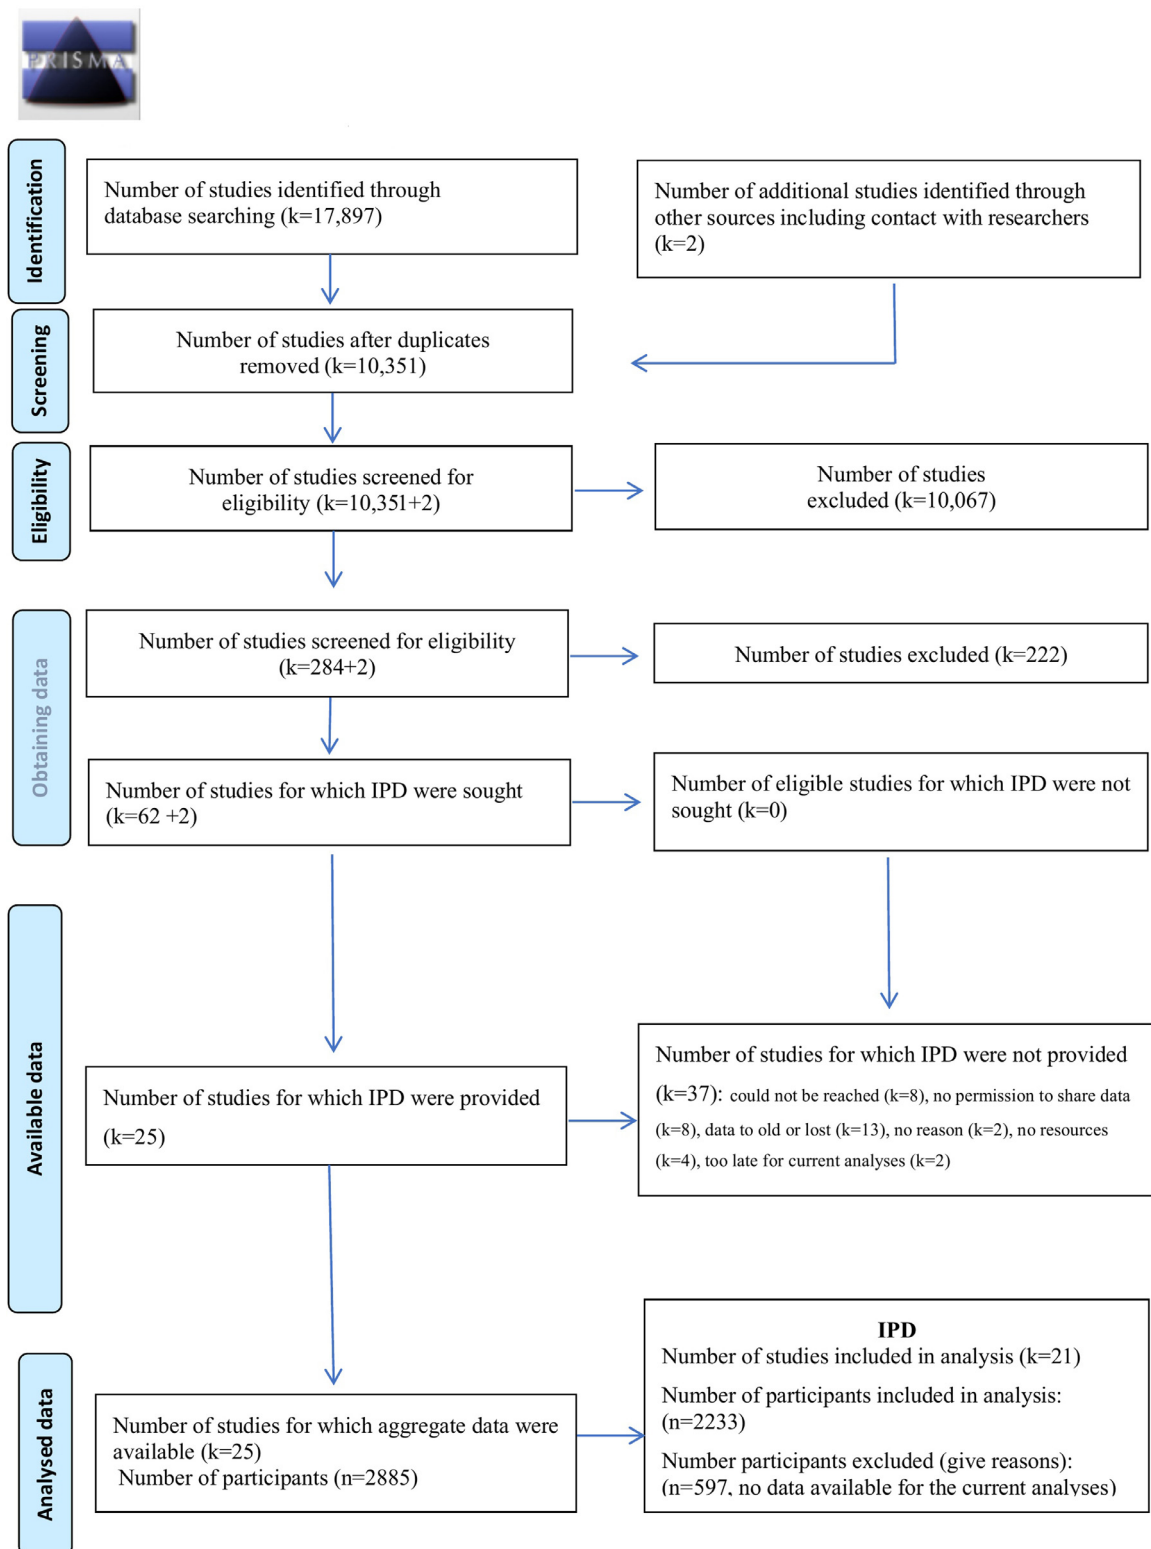 PRISMA
Identification
Number of studies identified through
database searching (k=17,897)
Number of additional studies identified through
other sources including contact with researchers
(k=2)
Screening
Number of studies after duplicates
removed (k=10,351)
Eligibility
Number of studies screened for
eligibility (k=10,351+2)
Number of studies
excluded (k=10,067)
Obtaining data
Number of studies screened for eligibility
(k=284+2)
Number of studies excluded (k=222)
Number of studies for which IPD were sought
(k=62 +2)
Number of eligible studies for which IPD were not
sought (k=0)
Available data
Number of studies for which IPD were provided
(k=25)
Number of studies for which IPD were not provided
(k=37): could not be reached (k=8), no permission to share data
(k=8), data to old or lost (k=13), no reason (k=2), no resources
(k=4), too late for current analyses (k=2)
Analysed data
Number of studies for which aggregate data were
available (k=25)
Number of participants (n=2885)
IPD
Number of studies included in analysis (k=21)
Number of participants included in analysis:
(n=2233)
Number participants excluded (give reasons):
(n=597, no data available for the current analyses)